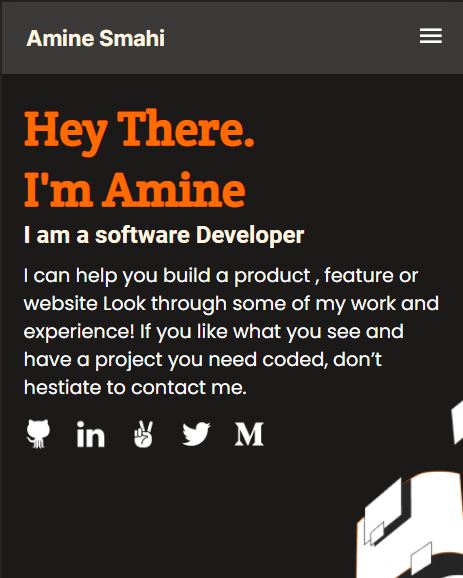 Amine Smahi
Hey There.
I'm Amine
I am a software Developer
I can help you build a product , feature or
website Look through some of my work and
experience! If you like what you see and
have a project you need coded, don’t
hestiate to contact me.
in
M